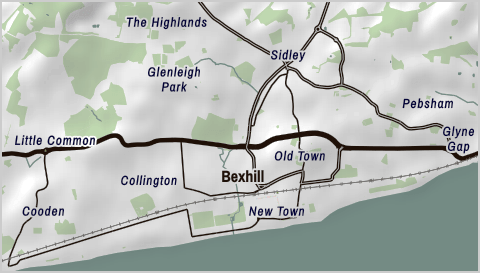 The Highlands
Sidley
Glenleigh
Park
Pebsham
Glyne
Gap
Little Common
Old Town
Bexhill
Collington
Cooden
New Town